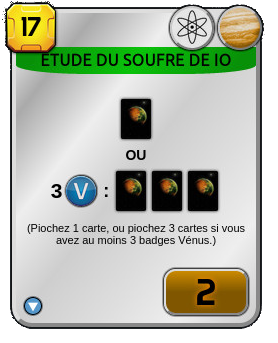 17
ETUDE DU SOUFRE DE IO
OU
3 V :
(Piochez 1 carte, ou piochez 3 cartes si vous
avez au moins 3 badges Vénus.)
2